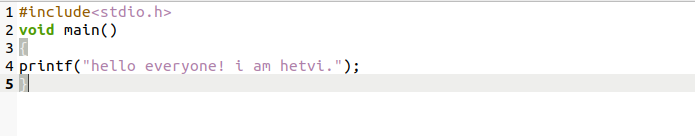 1 #include<stdio.h>
2 void main()
3 {
4 printf("hello everyone! i am hetvi.");
5 }